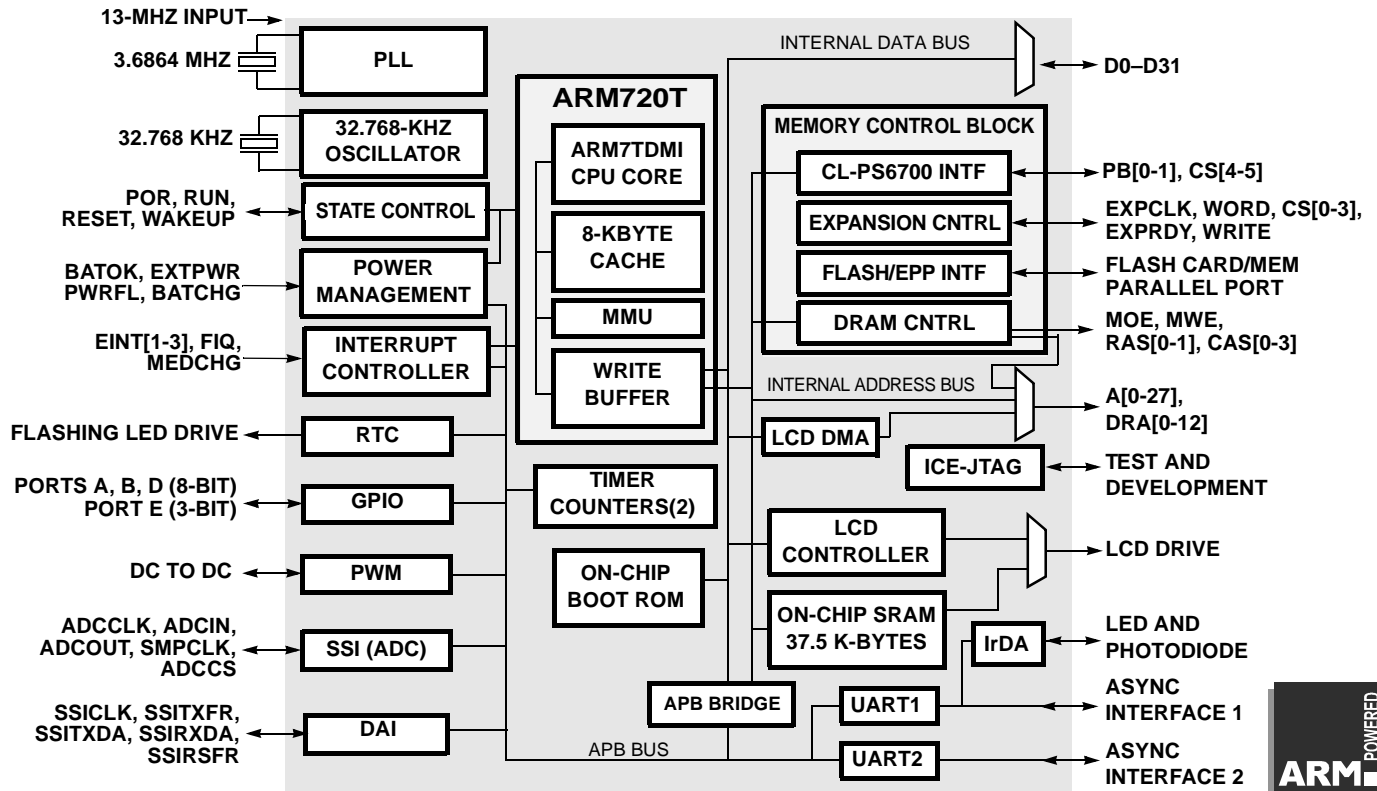 13-MHZ INPUT
3.6864 MHZ
PLL
32.768 KHZ
32.768-KHZ
OSCILLATOR
POR, RUN,
RESET, WAKEUP
STATE CONTROL
BATOK, EXTPWR
PWRFL, BATCHG
POWER
MANAGEMENT
EINT[1-3], FIQ,
MEDCHG
INTERRUPT
CONTROLLER
FLASHING LED DRIVE
RTC
PORTS A, B, D (8-BIT)
PORT E (3-BIT)
GPIO
DC TO DC
PWM
ADCCLK, ADCIN,
ADCOUT, SMPCLK,
ADCCS
SSI (ADC)
SSICLK, SSITXFR,
SSITXDA, SSIRXDA,
SSIRSFR
DAI
ARM720T
ARM7TDMI
CPU CORE
8-KBYTE
CACHE
MMU
WRITE
BUFFER
TIMER
COUNTERS(2)
ON-CHIP
BOOT ROM
APB BUS
INTERNAL DATA BUS
D0–D31
MEMORY CONTROL BLOCK
CL-PS6700 INTF
PB[0-1], CS[4-5]
EXPANSION CNTRL
EXPCLK, WORD, CS[0-3],
EXPRDY, WRITE
FLASH/EPP INTF
FLASH CARD/MEM
PARALLEL PORT
DRAM CNTRL
MOE, MWE,
RAS[0-1], CAS[0-3]
INTERNAL ADDRESS BUS
A[0-27],
DRA[0-12]
LCD DMA
ICE-JTAG
TEST AND
DEVELOPMENT
LCD
CONTROLLER
LCD DRIVE
ON-CHIP SRAM
37.5 K-BYTES
IrDA
LED AND
PHOTODIODE
APB BRIDGE
UART1
ASYNC
INTERFACE 1
UART2
ASYNC
INTERFACE 2
ARM
POWERED